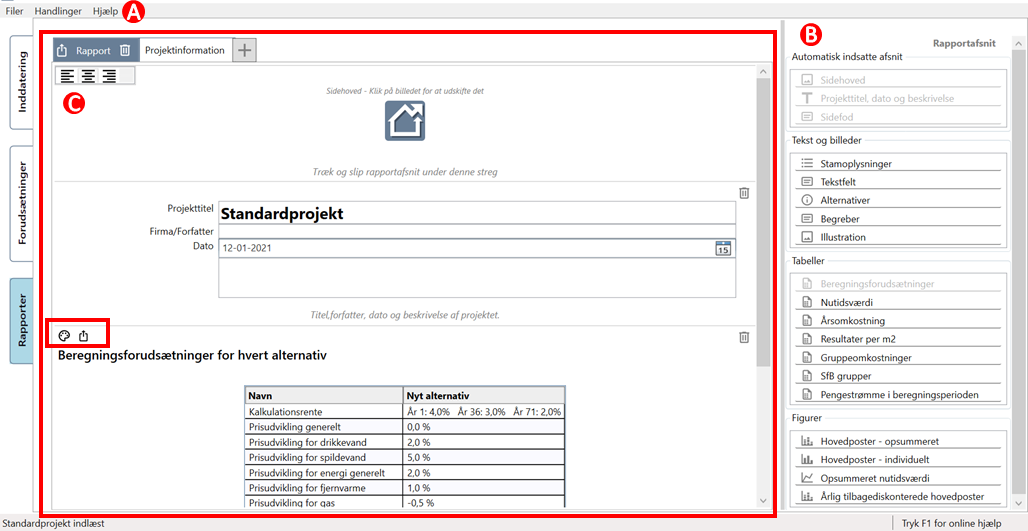 Filer Handlinger Hjælp A
B
Rapport Projektinformation +
C
Sidehoved - Klik på billedet for at udskifte det
Træk og slip rapportafsnit under denne streg
Projekttitel Standardprojekt
Firma/Forfatter
Dato 12-01-2021 15
Titel,forfatter, dato og beskrivelse af projektet.
Beregningsforudsætninger for hvert alternativ
Navn Nyt alternativ
Kalkulationsrente År 1: 4,0% År 36: 3,0% År 71: 2,0%
Prisudvikling generelt 0,0 %
Prisudvikling for drikkevand 2,0 %
Prisudvikling for spildevand 5,0 %
Prisudvikling for energi generelt 2,0 %
Prisudvikling for fjernvarme 1,0 %
Prisudvikling for gas -0,5 %
Inddatering
Forudsætninger
Rapporter
Rapportafsnit
Automatisk indsatte afsnit
Sidehoved
Projekttitel, dato og beskrivelse
Sidefod
Tekst og billeder
Stamoplysninger
Tekstfelt
Alternativer
Begreber
Illustration
Tabeller
Beregningsforudsætninger
Nutidsværdi
Årsomkostning
Resultater per m2
Gruppeomkostninger
SfB grupper
Pengestrømme i beregningsperioden
Figurer
Hovedposter - opsummeret
Hovedposter - individuelt
Opsummeret nutidsværdi
Årlig tilbagediskonterede hovedposter
Standardprojekt indlæst Tryk F1 for online hjælp